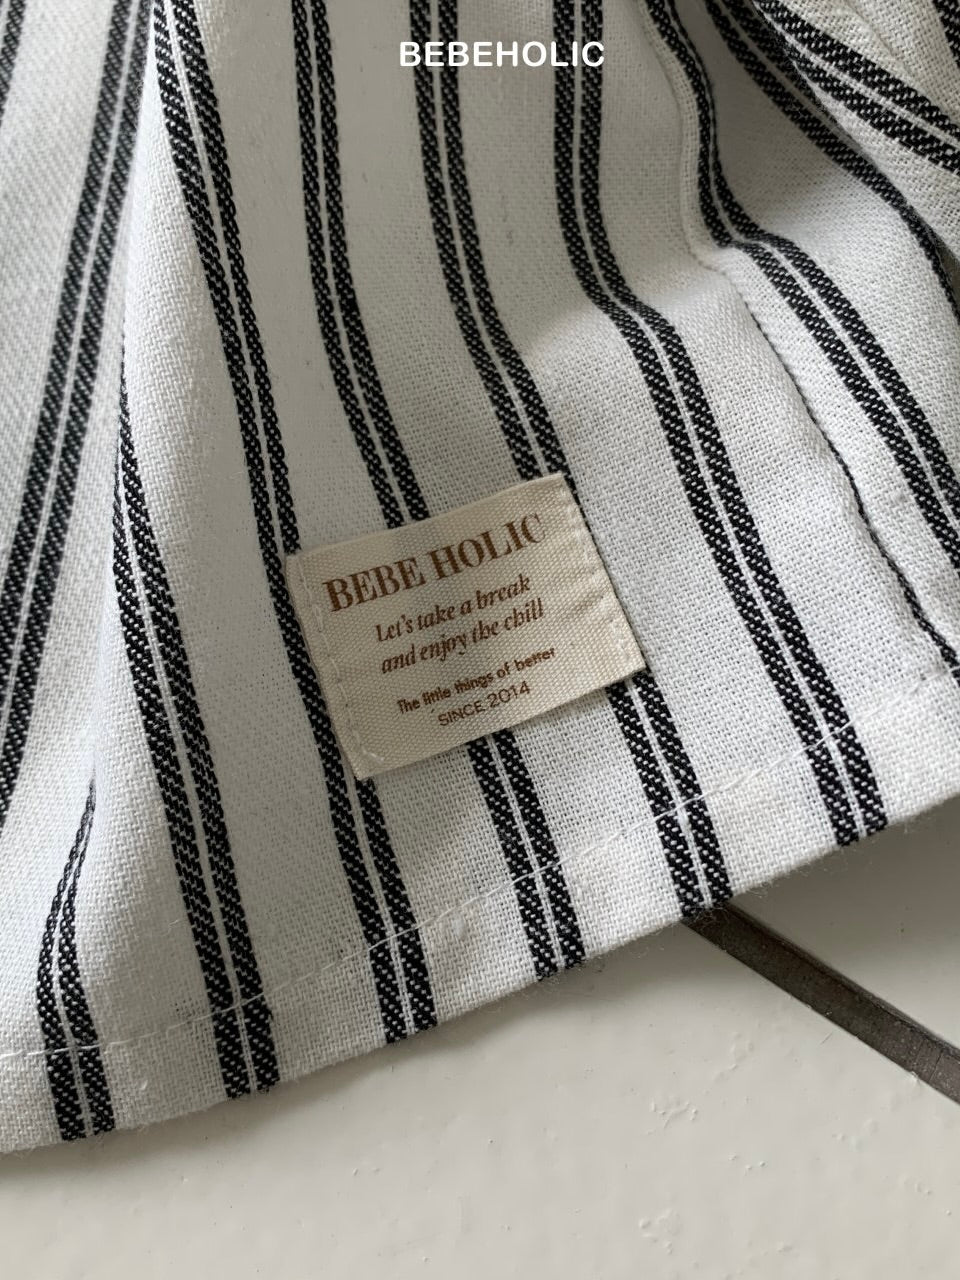 BEBEHOLIC
BEBE HOLIC
Let's take a break
and enjoy the chill
The little things of better
SINCE 2014